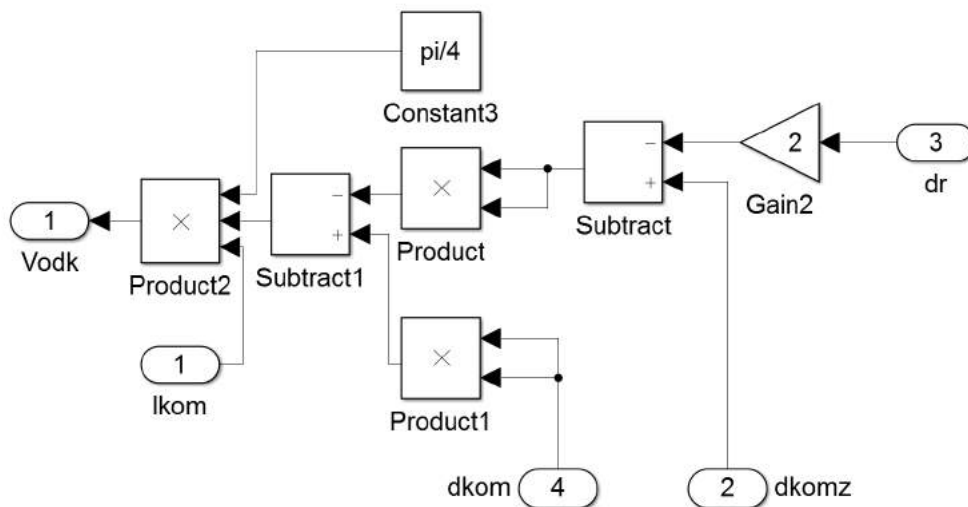 pi/4
Constant3
2
Gain2
3
dr
−
+
Subtract
×
Product
−
+
Subtract1
×
Product2
1
Vodk
1
lkom
×
Product1
dkom
4
2
dkomz